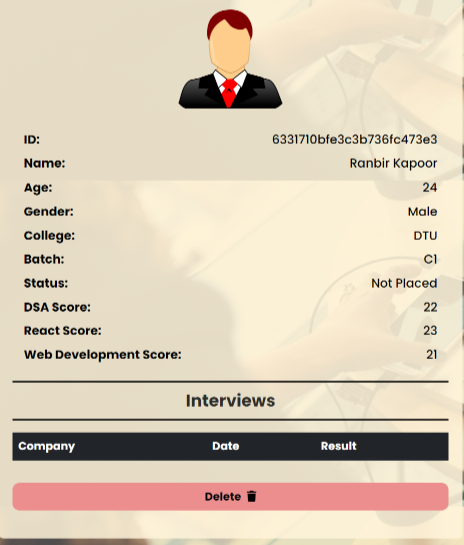 ID: 6331710bfe3c3b736fc473e3
Name: Ranbir Kapoor
Age: 24
Gender: Male
College: DTU
Batch: C1
Status: Not Placed
DSA Score: 22
React Score: 23
Web Development Score: 21
Interviews
Company Date Result
Delete